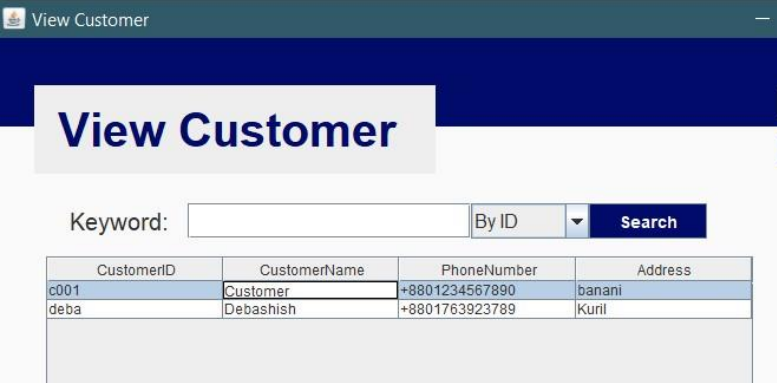 View Customer
View Customer
Keyword: By ID Search
CustomerID CustomerName PhoneNumber Address
c001 Customer +8801234567890 banani
deba Debashish +8801763923789 Kuril